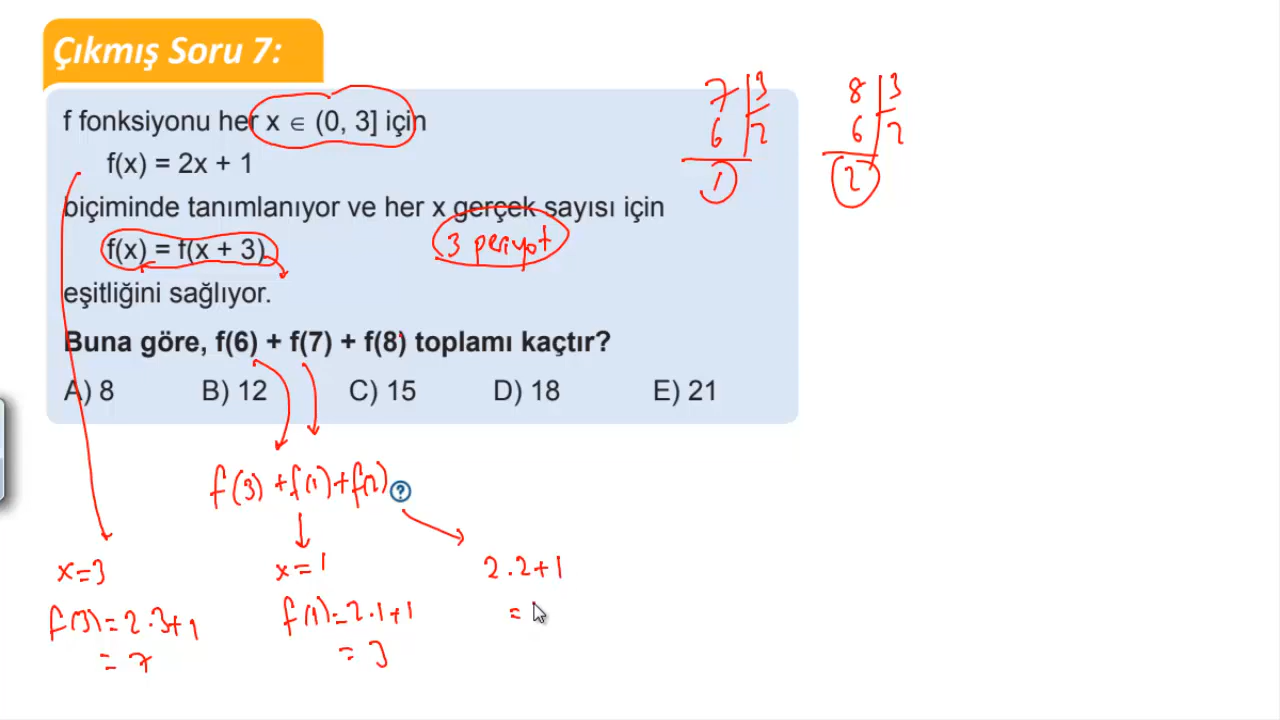 Çıkmış Soru 7:
f fonksiyonu her x ∈ (0, 3] için
f(x) = 2x + 1
biçiminde tanımlanıyor ve her x gerçek sayısı için
f(x) = f(x + 3)
3 periyot
eşitliğini sağlıyor.
Buna göre, f(6) + f(7) + f(8) toplamı kaçtır?
A) 8 B) 12 C) 15 D) 18 E) 21
7 3
6 2
1
8 3
6 2
2
f(3) + f(1) + f(2)
?
x=3
f(3)=2.3+1
= 7
x=1
f(1)=2.1+1
= 3
2.2+1
=